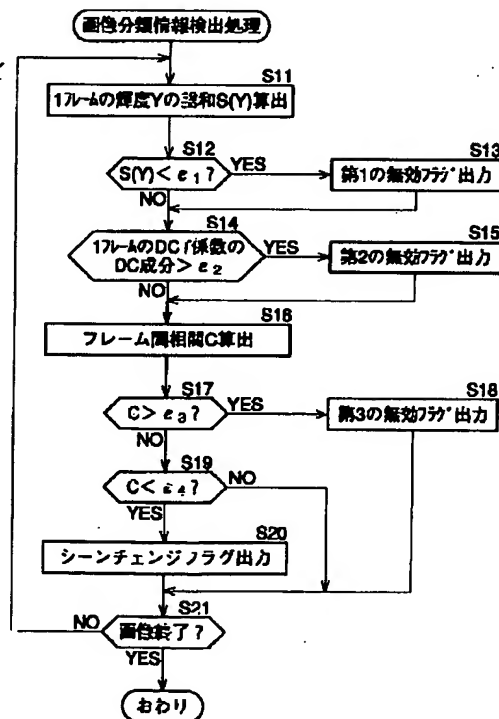 画像分類情報検出処理
S11
1フレームの輝度Yの総和S(Y)算出
S12
S(Y)<ε1?
YES
NO
S13
第1の無効フラグ出力
S14
1フレームのDCT係数の
DC成分>ε2
YES
NO
S15
第2の無効フラグ出力
S16
フレーム間相関C算出
S17
C>ε3?
YES
NO
S18
第3の無効フラグ出力
S19
C<ε4?
NO
YES
S20
シーンチェンジフラグ出力
S21
画像終了?
NO
YES
おわり